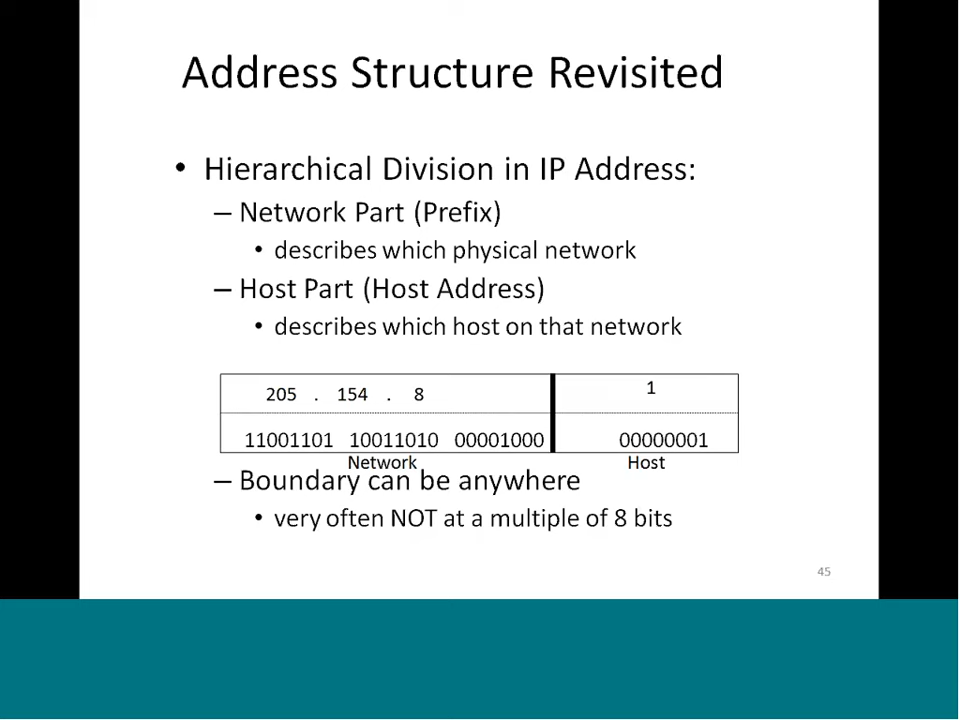 Address Structure Revisited
• Hierarchical Division in IP Address:
– Network Part (Prefix)
• describes which physical network
– Host Part (Host Address)
• describes which host on that network
205 . 154 . 8 1
11001101 10011010 00001000 00000001
Network Host
– Boundary can be anywhere
• very often NOT at a multiple of 8 bits
45